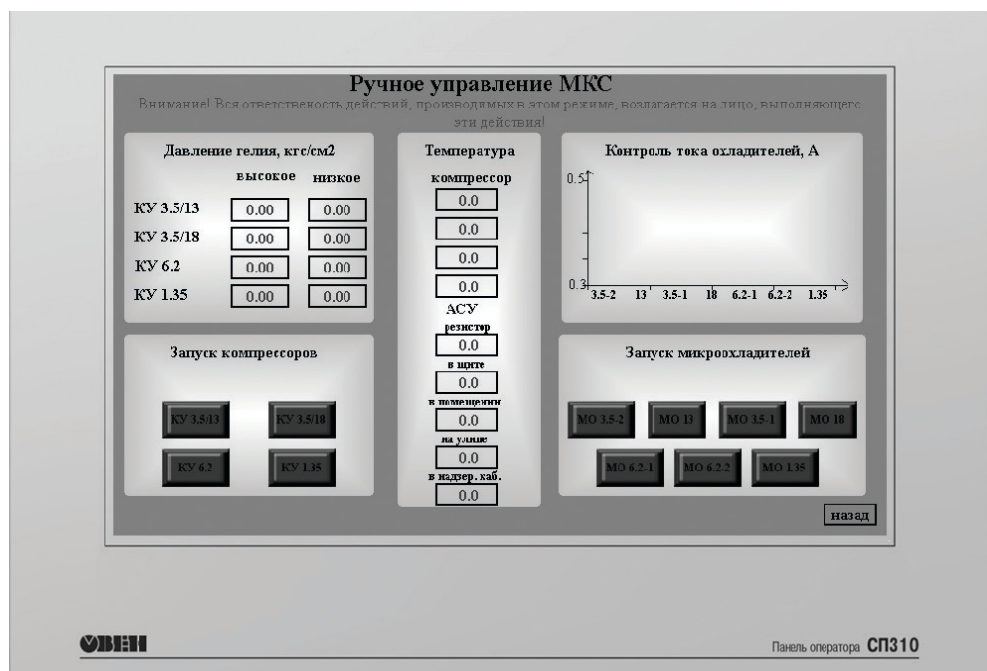 Ручное управление МКС
Внимание! Вся ответственость действий, производимых в этом режиме, возлагается на лицо, выполняющего
эти действия!
Давление гелия, кгс/см2
высокое низкое
КУ 3.5/13 0.00 0.00
КУ 3.5/18 0.00 0.00
КУ 6.2 0.00 0.00
КУ 1.35 0.00 0.00
Температура
компрессор
0.0
0.0
0.0
0.0
АСУ
резистор
0.0
в щите
0.0
в помещении
0.0
на улице
0.0
в надзер. каб.
0.0
Контроль тока охладителей, А
0.5
0.3
3.5-2 13 3.5-1 18 6.2-1 6.2-2 1.35
Запуск компрессоров
КУ 3.5/13 КУ 3.5/18
КУ 6.2 КУ 1.35
Запуск микроохладителей
МО 3.5-2 МО 13 МО 3.5-1 МО 18
МО 6.2-1 МО 6.2-2 МО 1.35
назад
ОВЕН
Панель оператора СП310